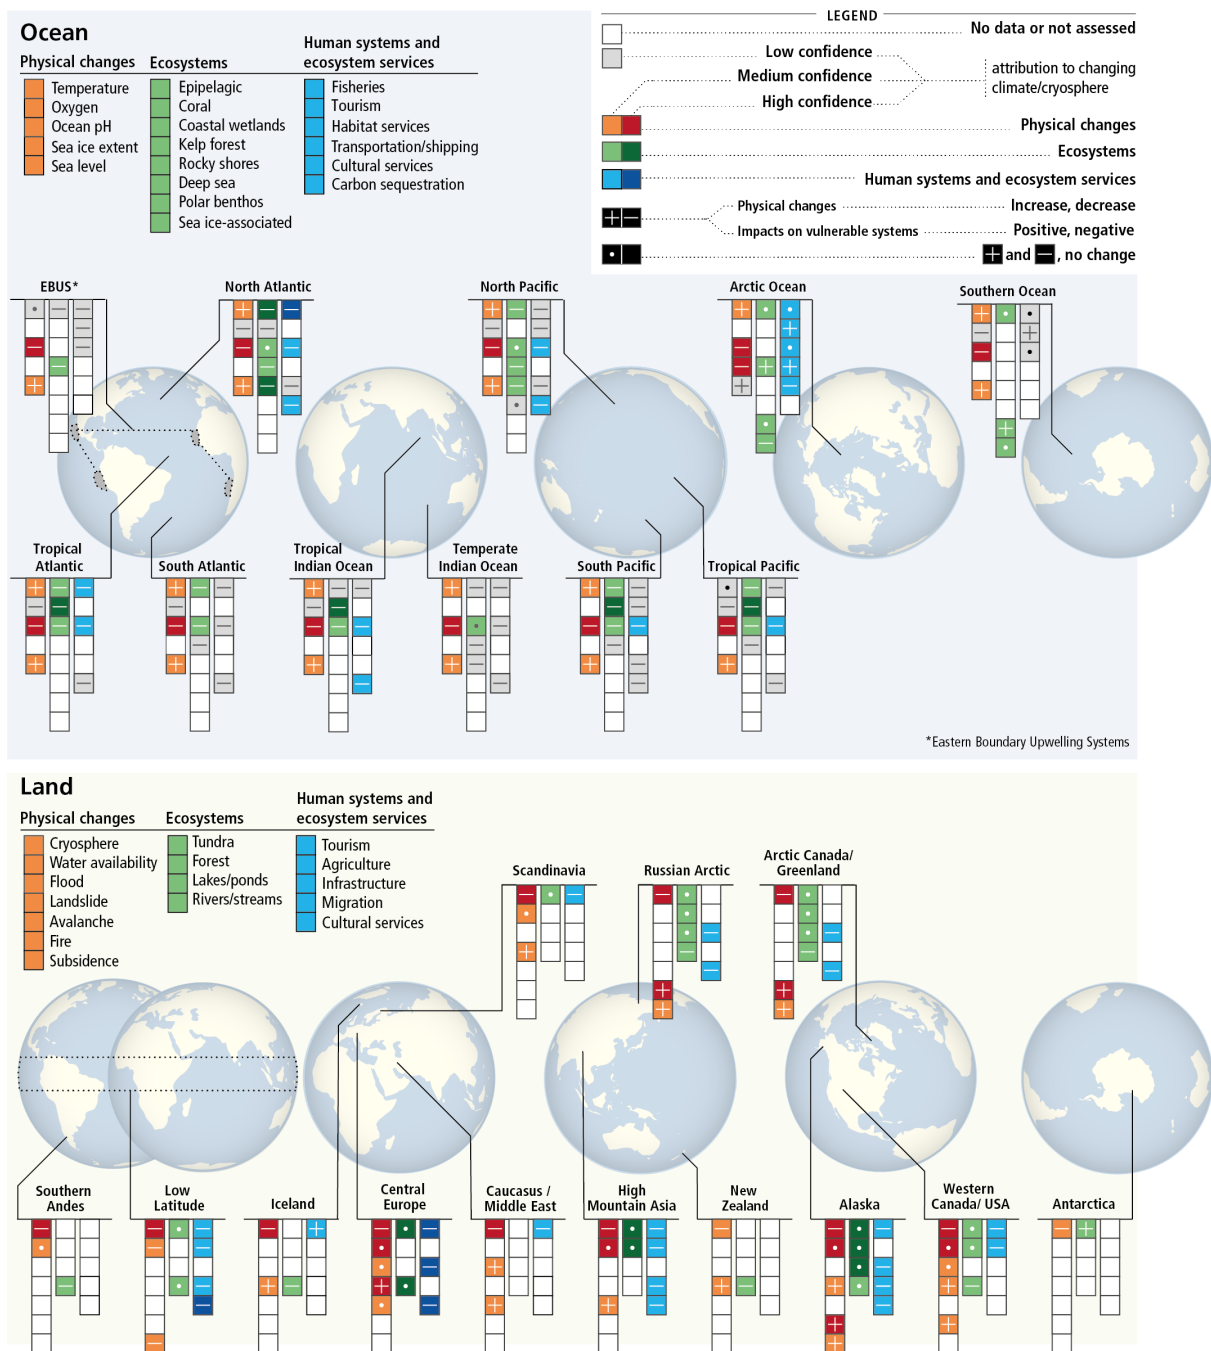 Ocean
Physical changes
Temperature
Oxygen
Ocean pH
Sea ice extent
Sea level
Ecosystems
Epipelagic
Coral
Coastal wetlands
Kelp forest
Rocky shores
Deep sea
Polar benthos
Sea ice-associated
Human systems and
ecosystem services
Fisheries
Tourism
Habitat services
Transportation/shipping
Cultural services
Carbon sequestration
LEGEND
No data or not assessed
Low confidence
Medium confidence
High confidence
attribution to changing
climate/cryosphere
Physical changes
Ecosystems
Human systems and ecosystem services
Physical changes
Increase, decrease
Impacts on vulnerable systems
Positive, negative
+ and − , no change
EBUS*
North Atlantic
North Pacific
Arctic Ocean
Southern Ocean
Tropical
Atlantic
South Atlantic
Tropical
Indian Ocean
Temperate
Indian Ocean
South Pacific
Tropical Pacific
*Eastern Boundary Upwelling Systems
Land
Physical changes
Cryosphere
Water availability
Flood
Landslide
Avalanche
Fire
Subsidence
Ecosystems
Tundra
Forest
Lakes/ponds
Rivers/streams
Human systems and
ecosystem services
Tourism
Agriculture
Infrastructure
Migration
Cultural services
Scandinavia
Russian Arctic
Arctic Canada/
Greenland
Southern
Andes
Low
Latitude
Iceland
Central
Europe
Caucasus /
Middle East
High
Mountain Asia
New
Zealand
Alaska
Western
Canada/ USA
Antarctica